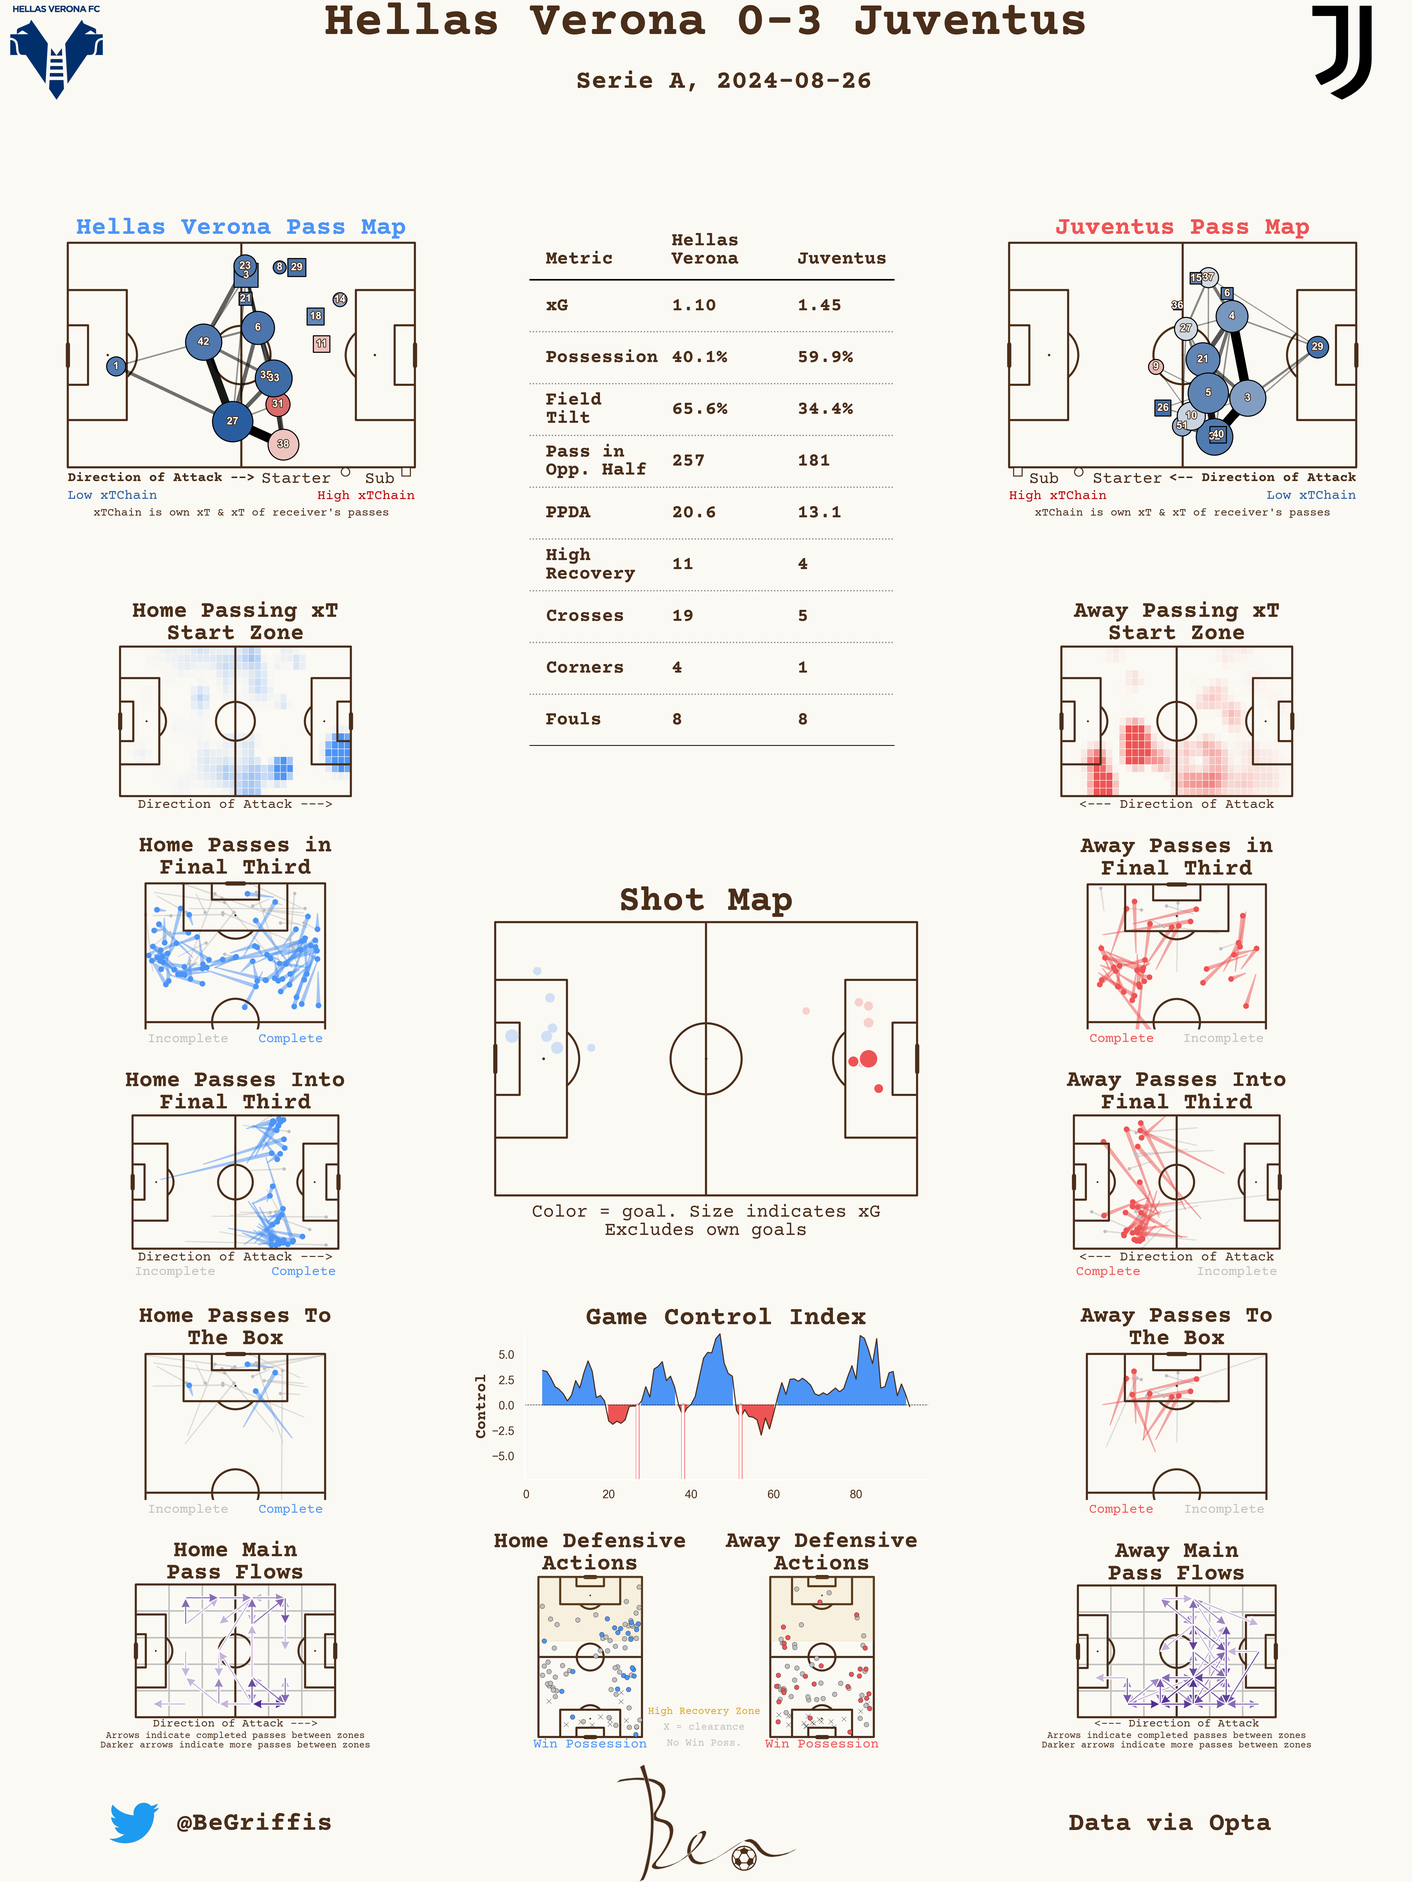 HELLAS VERONA FC
Hellas Verona 0-3 Juventus
Serie A, 2024-08-26
Hellas Verona Pass Map
23
3
8
29
21
14
18
6
42
11
1
35
33
31
27
38
Direction of Attack --> Starter Sub
Low xTChain High xTChain
xTChain is own xT & xT of receiver's passes
Metric Hellas Verona Juventus
xG 1.10 1.45
Possession 40.1% 59.9%
Field Tilt 65.6% 34.4%
Pass in Opp. Half 257 181
PPDA 20.6 13.1
High Recovery 11 4
Crosses 19 5
Corners 4 1
Fouls 8 8
Juventus Pass Map
15
37
6
36
4
27
29
21
9
5
3
26
10
51
40
Sub Starter <-- Direction of Attack
High xTChain Low xTChain
xTChain is own xT & xT of receiver's passes
Home Passing xT
Start Zone
Direction of Attack --->
Away Passing xT
Start Zone
<--- Direction of Attack
Home Passes in
Final Third
Incomplete Complete
Away Passes in
Final Third
Complete Incomplete
Shot Map
Color = goal. Size indicates xG
Excludes own goals
Home Passes Into
Final Third
Direction of Attack --->
Incomplete Complete
Away Passes Into
Final Third
<--- Direction of Attack
Complete Incomplete
Home Passes To
The Box
Incomplete Complete
Game Control Index
Control
5.0
2.5
0.0
−2.5
−5.0
0 20 40 60 80
Away Passes To
The Box
Complete Incomplete
Home Main
Pass Flows
Direction of Attack --->
Arrows indicate completed passes between zones
Darker arrows indicate more passes between zones
Home Defensive
Actions
Win Possession
High Recovery Zone
X = clearance
No Win Poss.
Away Defensive
Actions
Win Possession
Away Main
Pass Flows
<--- Direction of Attack
Arrows indicate completed passes between zones
Darker arrows indicate more passes between zones
@BeGriffis
Ben
Data via Opta